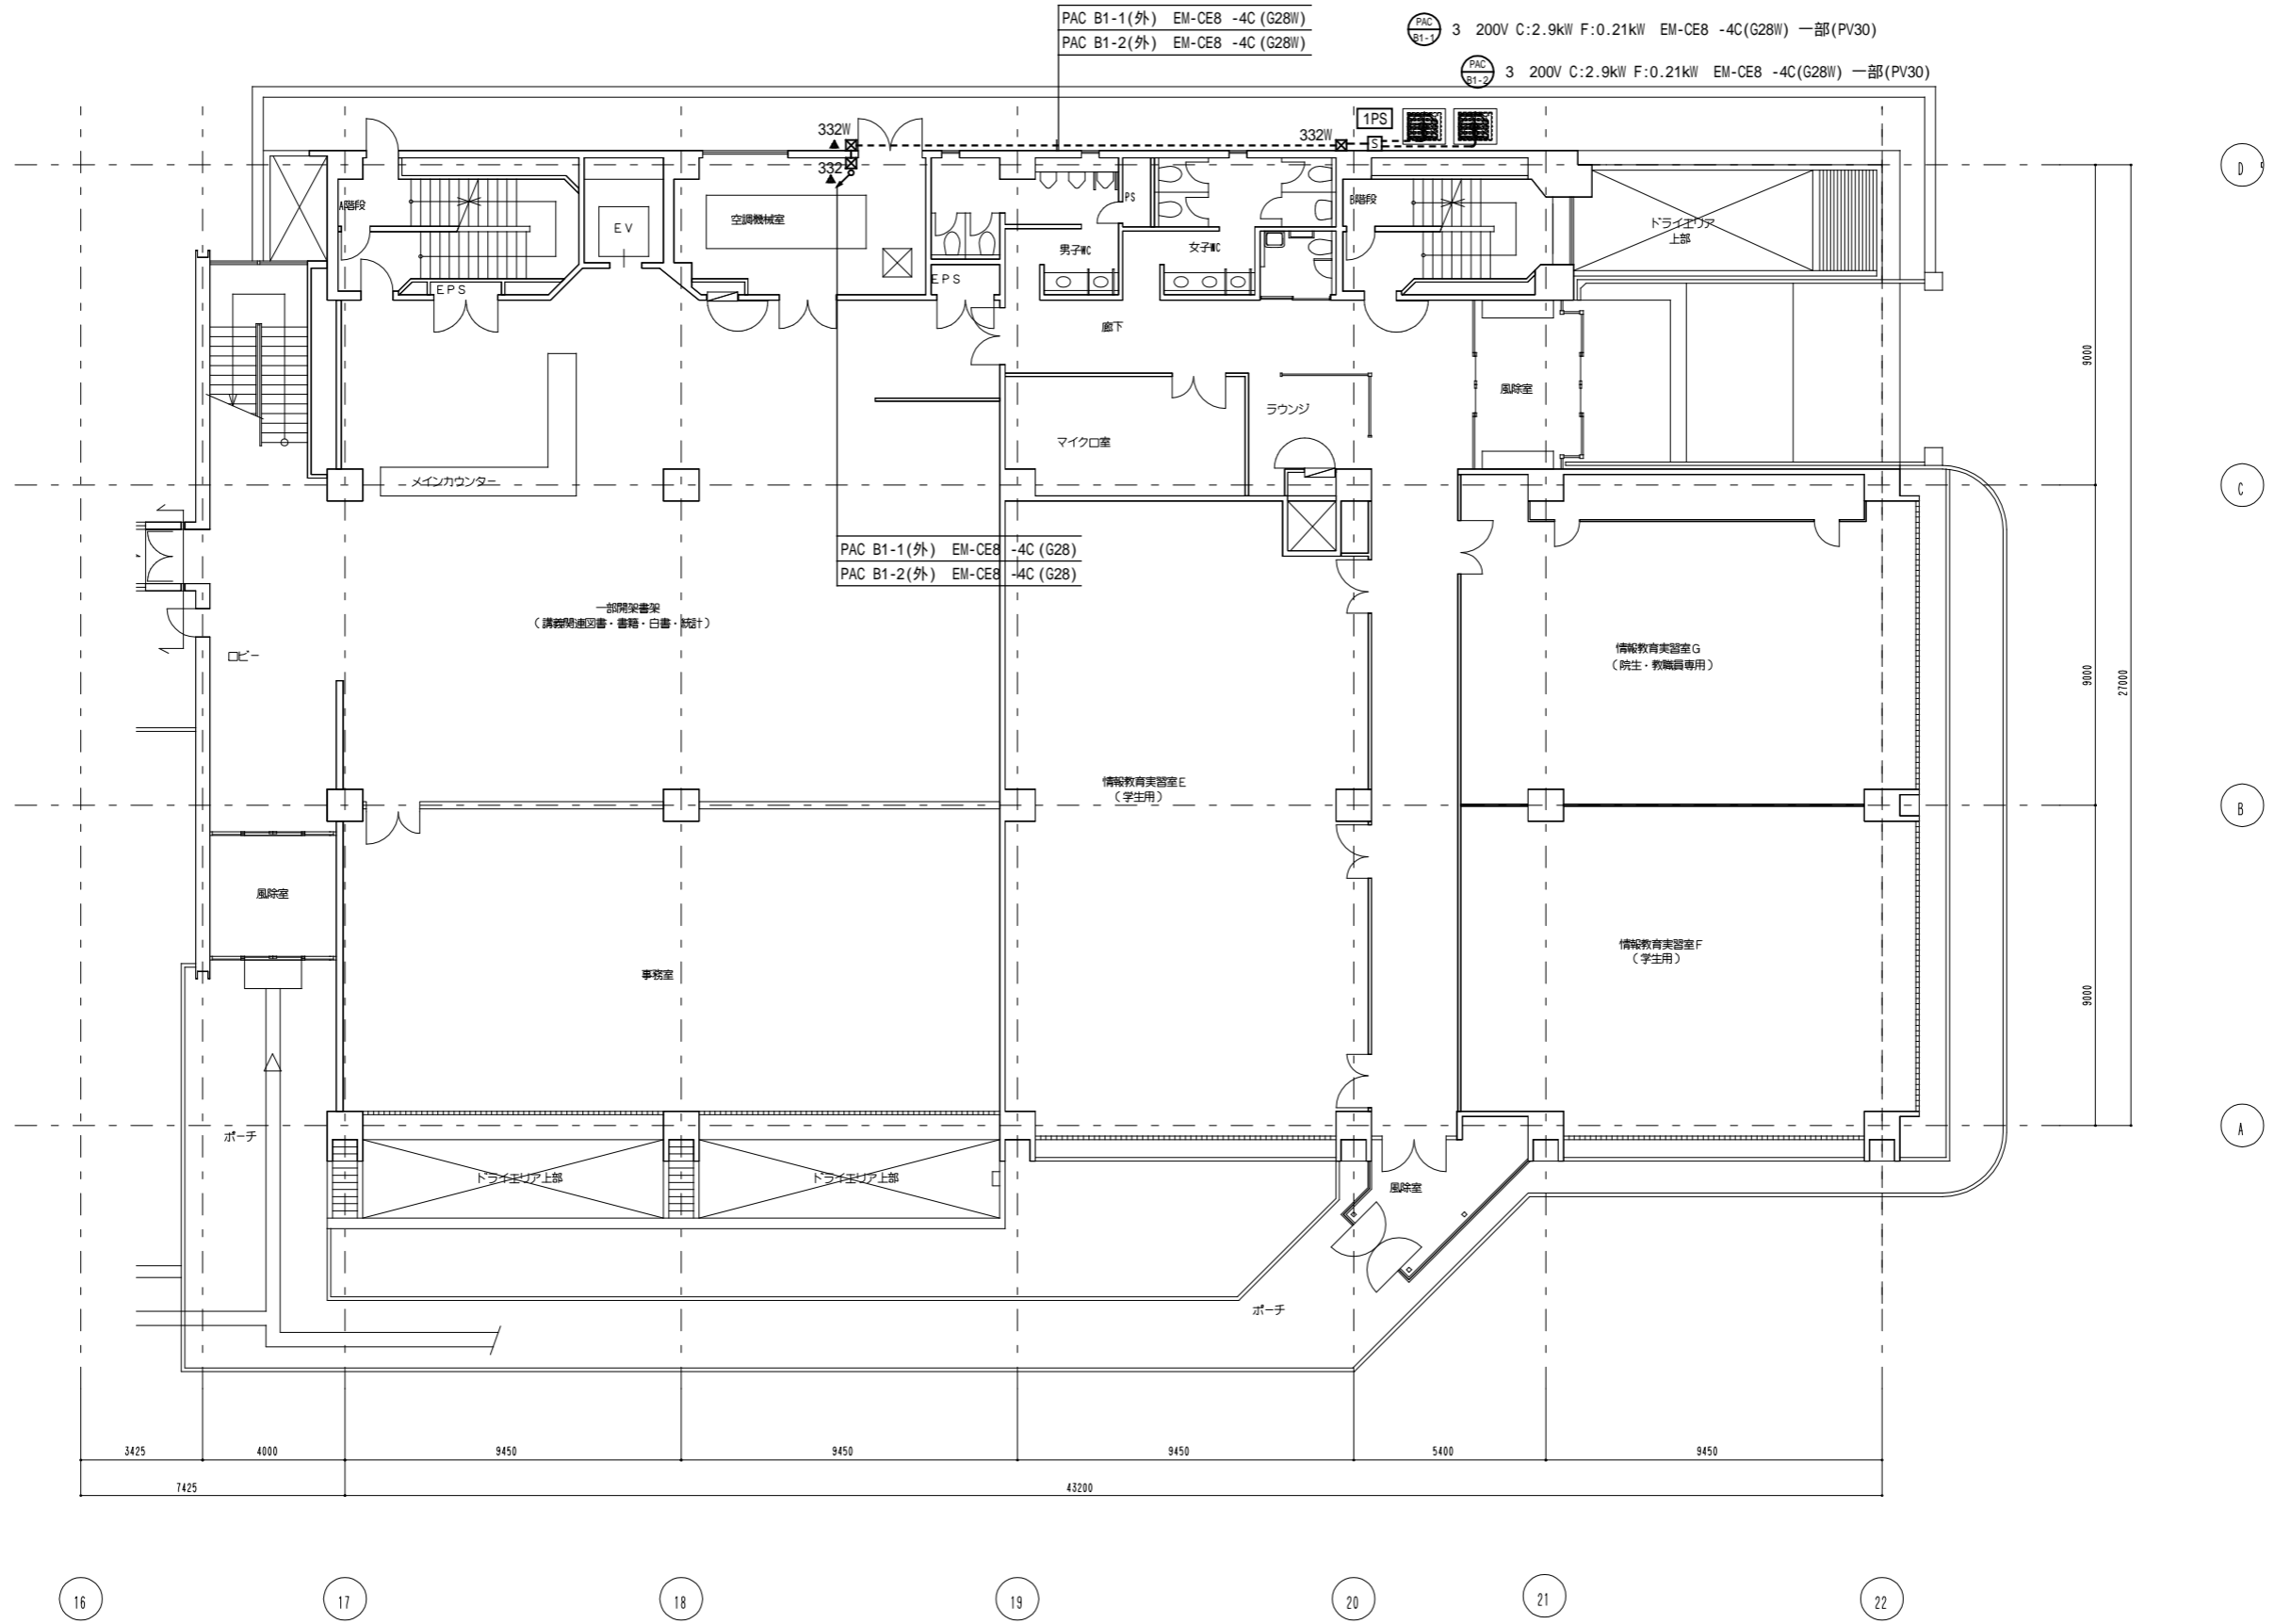 PAC B1-1(外) EM-CE8 -4C (G28W)
PAC B1-2(外) EM-CE8 -4C (G28W)
PAC B1-1 3 200V C:2.9kW F:0.21kW EM-CE8 -4C(G28W) 一部(PV30)
PAC B1-2 3 200V C:2.9kW F:0.21kW EM-CE8 -4C(G28W) 一部(PV30)
332W
332
332W
1PS
S
D
A階段
EV
空調機械室
EPS
EPS
男子WC
PS
女子WC
B階段
ドライエリア
上部
廊下
風除室
ラウンジ
マイクロ室
メインカウンター
C
PAC B1-1(外) EM-CE8 -4C (G28)
PAC B1-2(外) EM-CE8 -4C (G28)
一部開架書架
(講義関連図書・書籍・白書・統計)
ロビー
情報教育実習室G
(院生・教職員専用)
情報教育実習室E
(学生用)
B
風除室
事務室
情報教育実習室F
(学生用)
9000
9000
9000
27000
A
ポーチ
ドライエリア上部
ドライエリア上部
風除室
ポーチ
3425
4000
9450
9450
9450
5400
9450
7425
43200
16
17
18
19
20
21
22